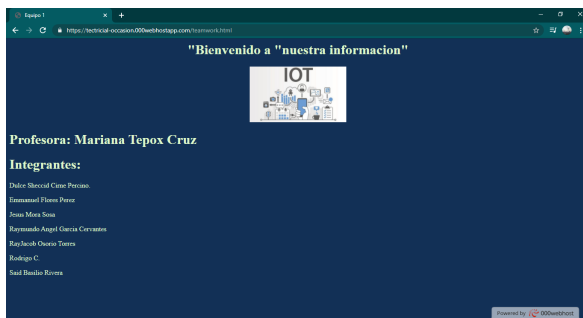 Equipo 1
https://tectricial-occasion.000webhostapp.com/teamwork.html
"Bienvenido a "nuestra informacion"
IOT
Profesora: Mariana Tepox Cruz
Integrantes:
Dulce Sheccid Cirne Percino.
Emmanuel Flores Perez
Jesus Mora Sosa
Raymundo Angel Garcia Cervantes
RayJacob Osorio Torres
Rodrigo C.
Said Basilio Rivera
Powered by 000webhost